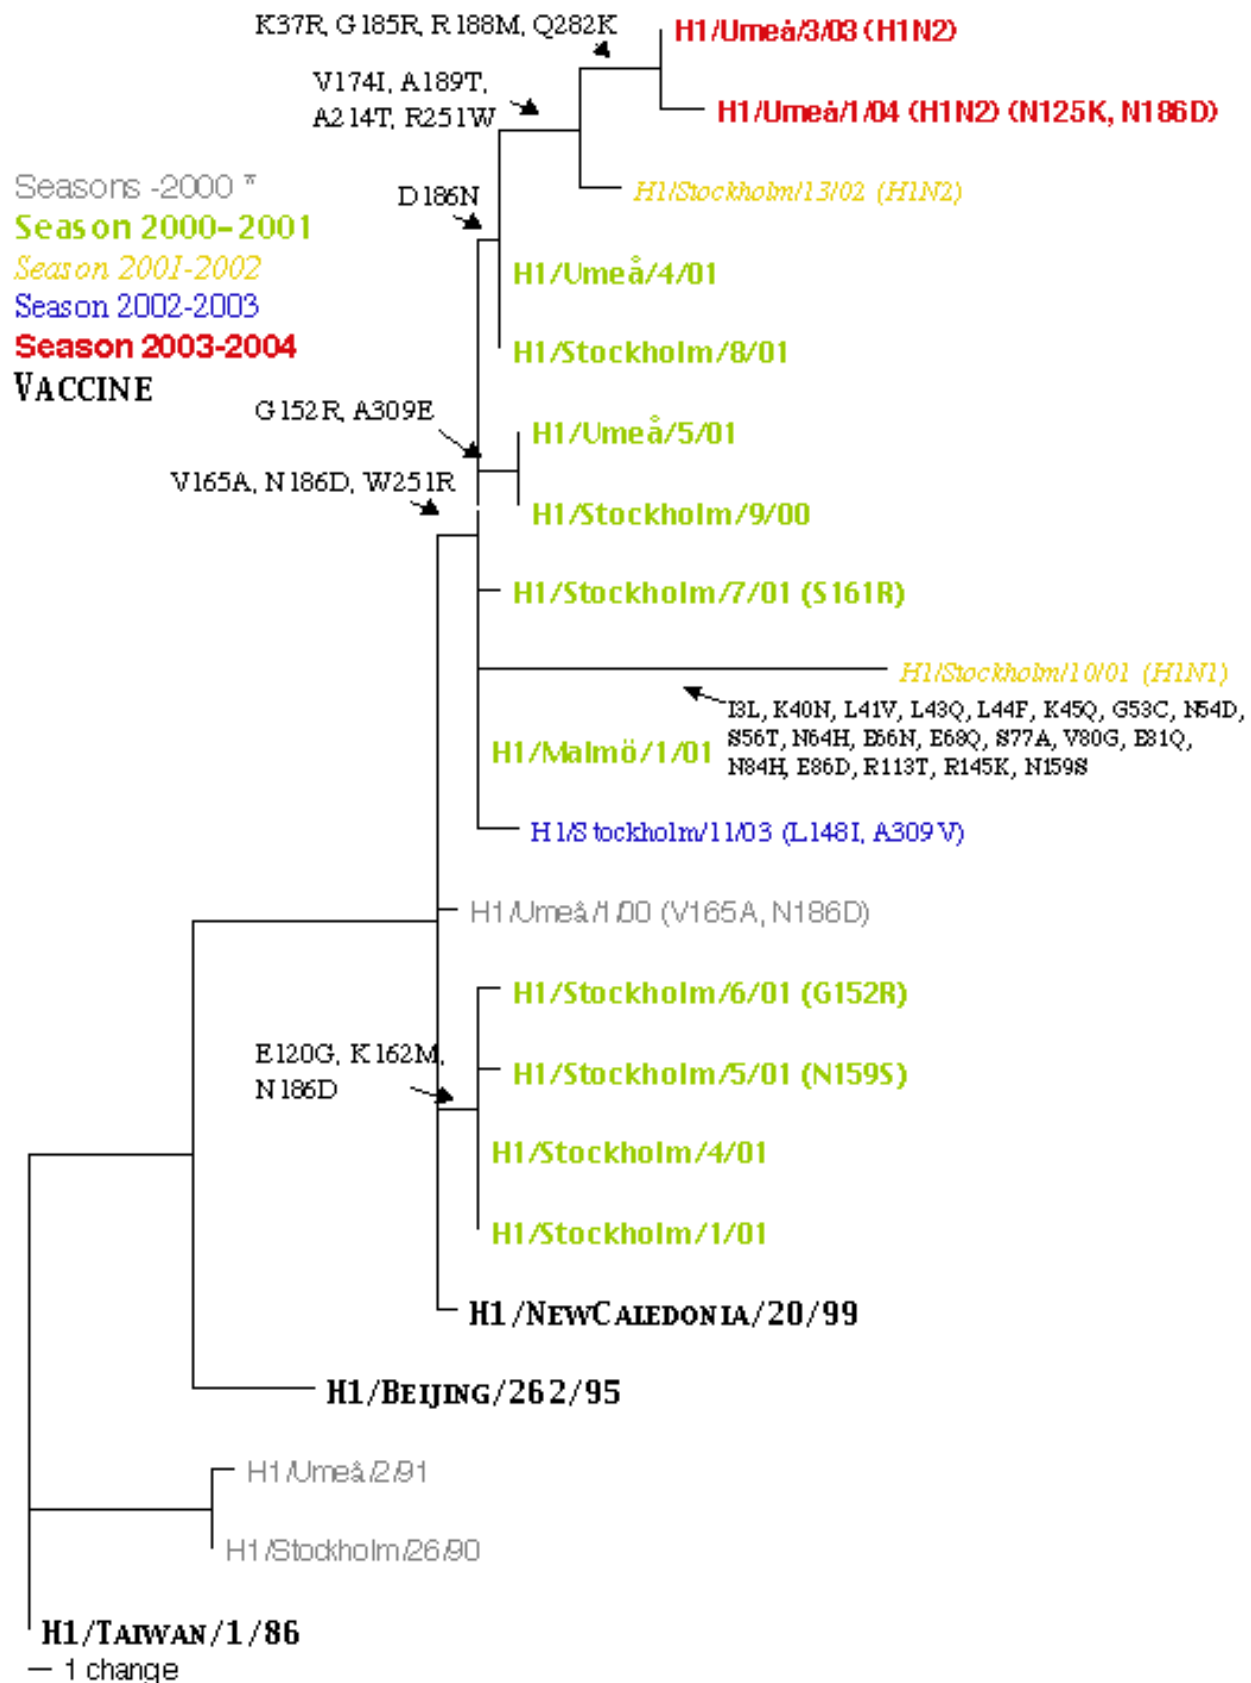 K37R, G185R, R188M, Q282K
H1/Umeå/3/03 (H1N2)
V174I, A189T,
A214T, R251W
H1/Umeå/1/04 (H1N2) (N125K, N186D)
Seasons -2000 *
Season 2000-2001
Season 2001-2002
Season 2002-2003
Season 2003-2004
VACCINE
D186N
H1/Stockholm/13/02 (H1N2)
H1/Umeå/4/01
H1/Stockholm/8/01
G152R, A309E
H1/Umeå/5/01
V165A, N186D, W251R
H1/Stockholm/9/00
H1/Stockholm/7/01 (S161R)
H1/Stockholm/10/01 (H1N1)
I3L, K40N, L41V, L43Q, L44F, K45Q, G53C, N54D,
S56T, N64H, E66N, E68Q, S77A, V80G, E81Q,
N84H, E86D, R113T, R145K, N159S
H1/Malmö/1/01
H1/Stockholm/11/03 (L148I, A309V)
H1/Umeå/1/00 (V165A, N186D)
H1/Stockholm/6/01 (G152R)
E120G, K162M,
N186D
H1/Stockholm/5/01 (N159S)
H1/Stockholm/4/01
H1/Stockholm/1/01
H1/NEWCALEDONIA/20/99
H1/BEIJING/262/95
H1/Umeå/2/91
H1/Stockholm/26/90
H1/TAIWAN/1/86
1 change